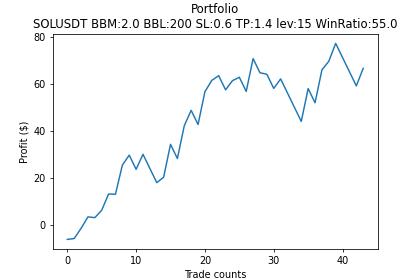 Portfolio
SOLUSDT BBM:2.0 BBL:200 SL:0.6 TP:1.4 lev:15 WinRatio:55.0
80
60
40
20
0
Profit ($)
0 10 20 30 40
Trade counts